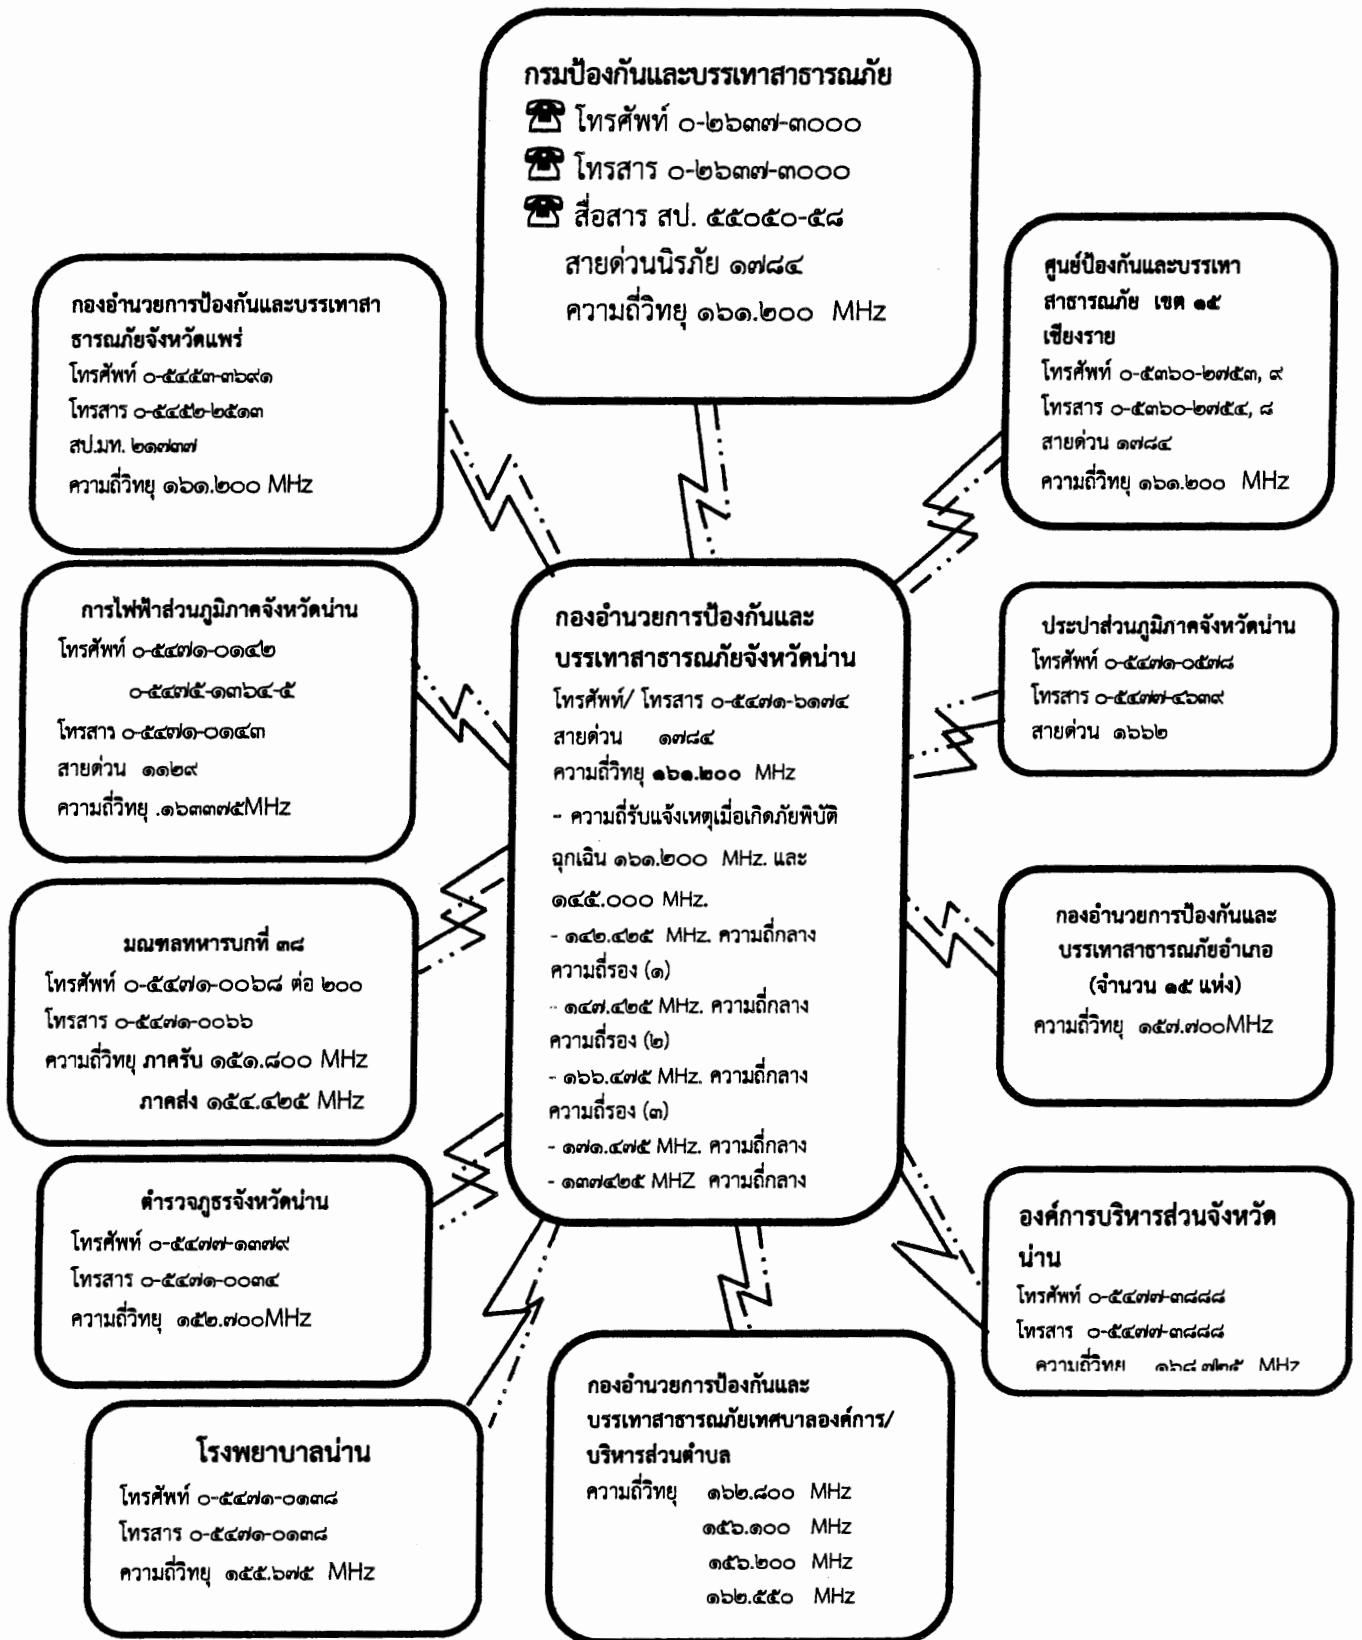 กรมป้องกันและบรรเทาสาธารณภัย
โทรศัพท์ ๐-๒๖๓๗-๓๐๐๐
โทรสาร ๐-๒๖๓๗-๓๐๐๐
สื่อสาร สป. ๕๕๐๕๐-๕๘
สายด่วนนิรภัย ๑๗๘๔
ความถี่วิทยุ ๑๖๑.๒๐๐ MHz
กองอำนวยการป้องกันและบรรเทาสา
ธารณภัยจังหวัดแพร่
โทรศัพท์ ๐-๕๔๕๓-๓๖๙๑
โทรสาร ๐-๕๔๕๒-๒๕๑๓
สป.มท. ๒๑๗๓๗
ความถี่วิทยุ ๑๖๑.๒๐๐ MHz
ศูนย์ป้องกันและบรรเทา
สาธารณภัย เขต ๑๕
เชียงราย
โทรศัพท์ ๐-๕๓๖๐-๒๗๕๓, ๙
โทรสาร ๐-๕๓๖๐-๒๗๕๔, ๘
สายด่วน ๑๗๘๔
ความถี่วิทยุ ๑๖๑.๒๐๐ MHz
การไฟฟ้าส่วนภูมิภาคจังหวัดน่าน
โทรศัพท์ ๐-๕๔๗๑-๐๑๔๒
๐-๕๔๗๕-๑๓๖๔-๕
โทรสาร ๐-๕๔๗๑-๐๑๔๓
สายด่วน ๑๑๒๙
ความถี่วิทยุ .๑๖๓๓๗๕MHz
กองอำนวยการป้องกันและ
บรรเทาสาธารณภัยจังหวัดน่าน
โทรศัพท์/ โทรสาร ๐-๕๔๗๑-๖๑๗๔
สายด่วน ๑๗๘๔
ความถี่วิทยุ ๑๖๑.๒๐๐ MHz
- ความถี่รับแจ้งเหตุเมื่อเกิดภัยพิบัติ
ฉุกเฉิน ๑๖๑.๒๐๐ MHz. และ
๑๔๕.๐๐๐ MHz.
- ๑๔๒.๔๒๕ MHz. ความถี่กลาง
ความถี่รอง (๑)
- ๑๔๗.๔๒๕ MHz. ความถี่กลาง
ความถี่รอง (๒)
- ๑๖๖.๔๗๕ MHz. ความถี่กลาง
ความถี่รอง (๓)
- ๑๗๑.๔๗๕ MHz. ความถี่กลาง
- ๑๓๗๔๒๕ MHZ ความถี่กลาง
ประปาส่วนภูมิภาคจังหวัดน่าน
โทรศัพท์ ๐-๕๔๗๑-๐๕๗๘
โทรสาร ๐-๕๔๗๗-๔๖๓๙
สายด่วน ๑๖๖๒
มณฑลทหารบกที่ ๓๘
โทรศัพท์ ๐-๕๔๗๑-๐๐๖๘ ต่อ ๒๐๐
โทรสาร ๐-๕๔๗๑-๐๐๖๖
ความถี่วิทยุ ภาครับ ๑๕๑.๘๐๐ MHz
ภาคส่ง ๑๕๔.๔๒๕ MHz
กองอำนวยการป้องกันและ
บรรเทาสาธารณภัยอำเภอ
(จำนวน ๑๕ แห่ง)
ความถี่วิทยุ ๑๕๗.๗๐๐MHz
ตำรวจภูธรจังหวัดน่าน
โทรศัพท์ ๐-๕๔๗๗-๑๓๗๙
โทรสาร ๐-๕๔๗๑-๐๐๓๔
ความถี่วิทยุ ๑๕๒.๗๐๐MHz
องค์การบริหารส่วนจังหวัด
น่าน
โทรศัพท์ ๐-๕๔๗๗-๓๘๘๘
โทรสาร ๐-๕๔๗๗-๓๘๘๘
ความถี่วิทยุ ๑๖๘.๗๒๕ MHz
โรงพยาบาลน่าน
โทรศัพท์ ๐-๕๔๗๑-๐๑๓๘
โทรสาร ๐-๕๔๗๑-๐๑๓๘
ความถี่วิทยุ ๑๕๕.๖๗๕ MHz
กองอำนวยการป้องกันและ
บรรเทาสาธารณภัยเทศบาลองค์การ/
บริหารส่วนตำบล
ความถี่วิทยุ ๑๖๒.๘๐๐ MHz
๑๕๖.๑๐๐ MHz
๑๕๖.๒๐๐ MHz
๑๖๒.๕๕๐ MHz